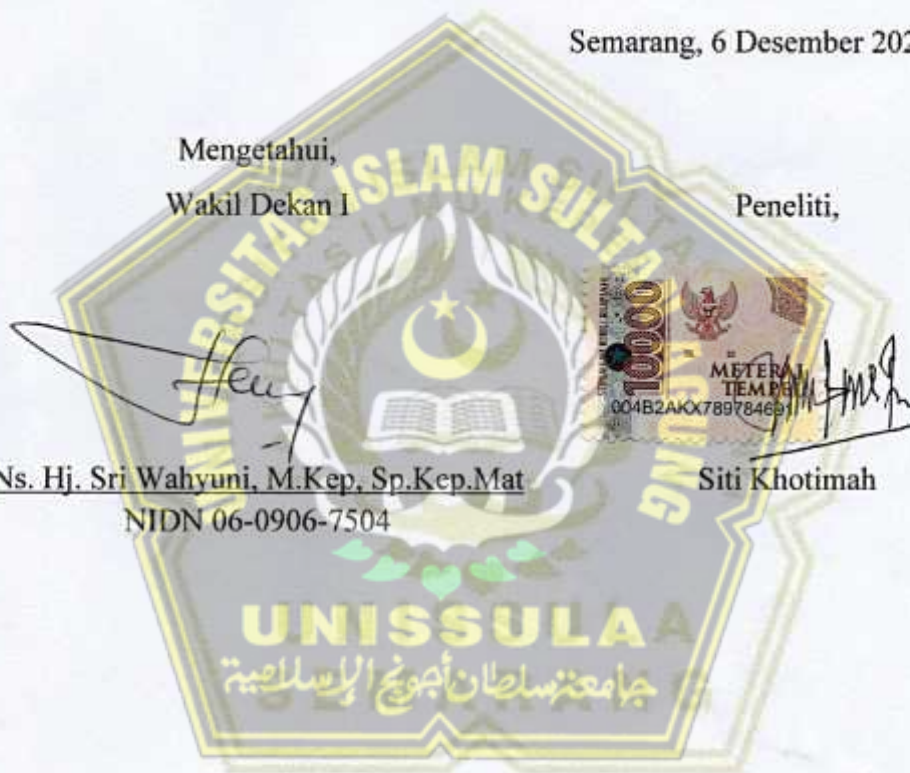 Semarang, 6 Desember 202
Mengetahui,
Wakil Dekan I
Peneliti,
UNIVERSITAS ISLAM SULTAN AGUNG
10000
METERAI
TEMPEL
004B2AKX789784691
Ns. Hj. Sri Wahyuni, M.Kep, Sp.Kep.Mat
NIDN 06-0906-7504
Siti Khotimah
UNISSULA
جامعة سلطان أجونج الإسلامية